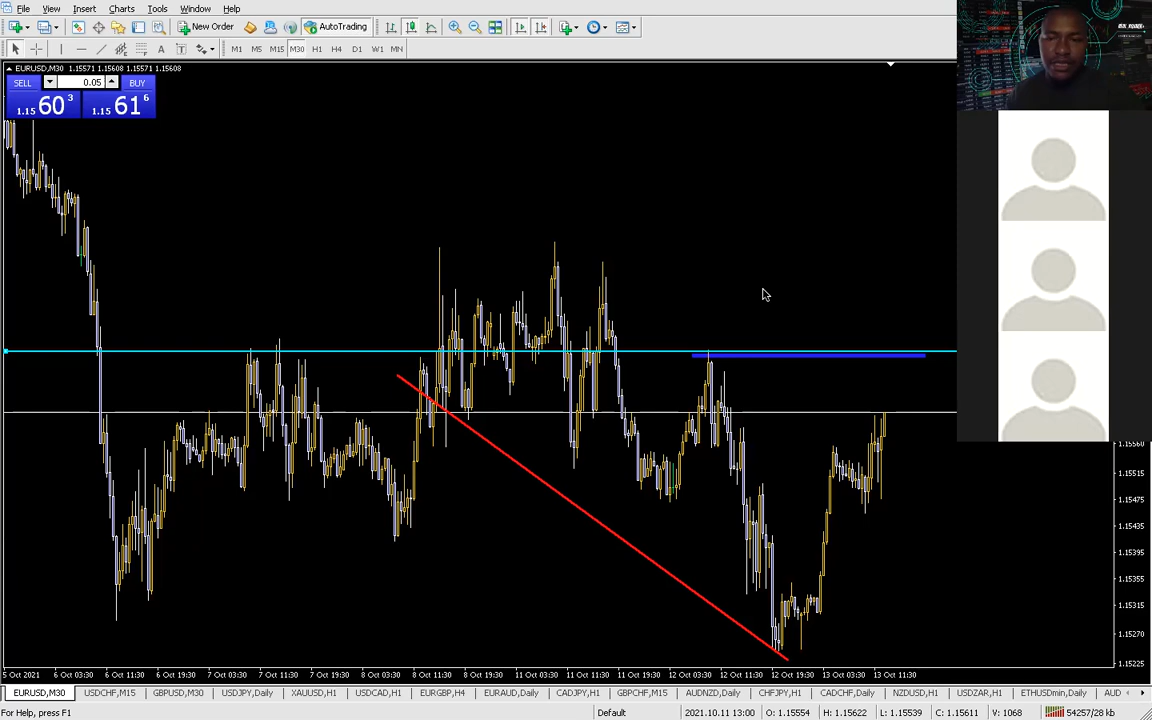 File View Insert Charts Tools Window Help
New Order AutoTrading
A T M1 M5 M15 M30 H1 H4 D1 W1 MN
EURUSD,M30 1.15571 1.15608 1.15571 1.15608
SELL 0.05 BUY
1.15 60 3 1.15 61 6
1.15560
1.15515
1.15475
1.15435
1.15395
1.15355
1.15315
1.15270
1.15225
5 Oct 2021 6 Oct 03:30 6 Oct 11:30 6 Oct 19:30 7 Oct 03:30 7 Oct 11:30 7 Oct 19:30 8 Oct 03:30 8 Oct 11:30 8 Oct 19:30 11 Oct 03:30 11 Oct 11:30 11 Oct 19:30 12 Oct 03:30 12 Oct 11:30 12 Oct 19:30 13 Oct 03:30 13 Oct 11:30
EURUSD,M30 USDCHF,M15 GBPUSD,M30 USDJPY,Daily XAUUSD,H1 USDCAD,H1 EURGBP,H4 EURAUD,Daily CADJPY,H1 GBPCHF,M15 AUDNZD,Daily CHFJPY,H1 CADCHF,Daily NZDUSD,H1 USDZAR,H1 ETHUSDmin,Daily AUD
For Help, press F1 Default 2021.10.11 13:00 O: 1.15554 H: 1.15622 L: 1.15539 C: 1.15611 V: 1068 54257/28 kb